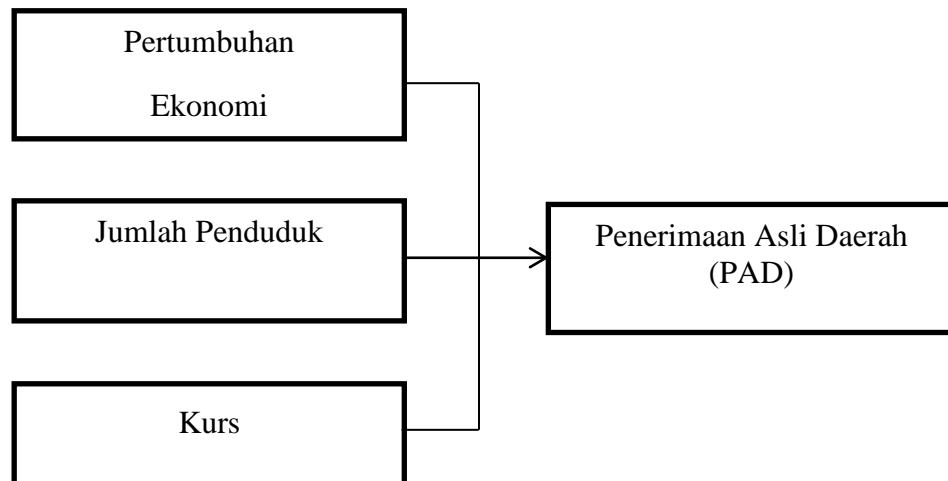 Pertumbuhan
Ekonomi
Jumlah Penduduk
Penerimaan Asli Daerah
(PAD)
Kurs